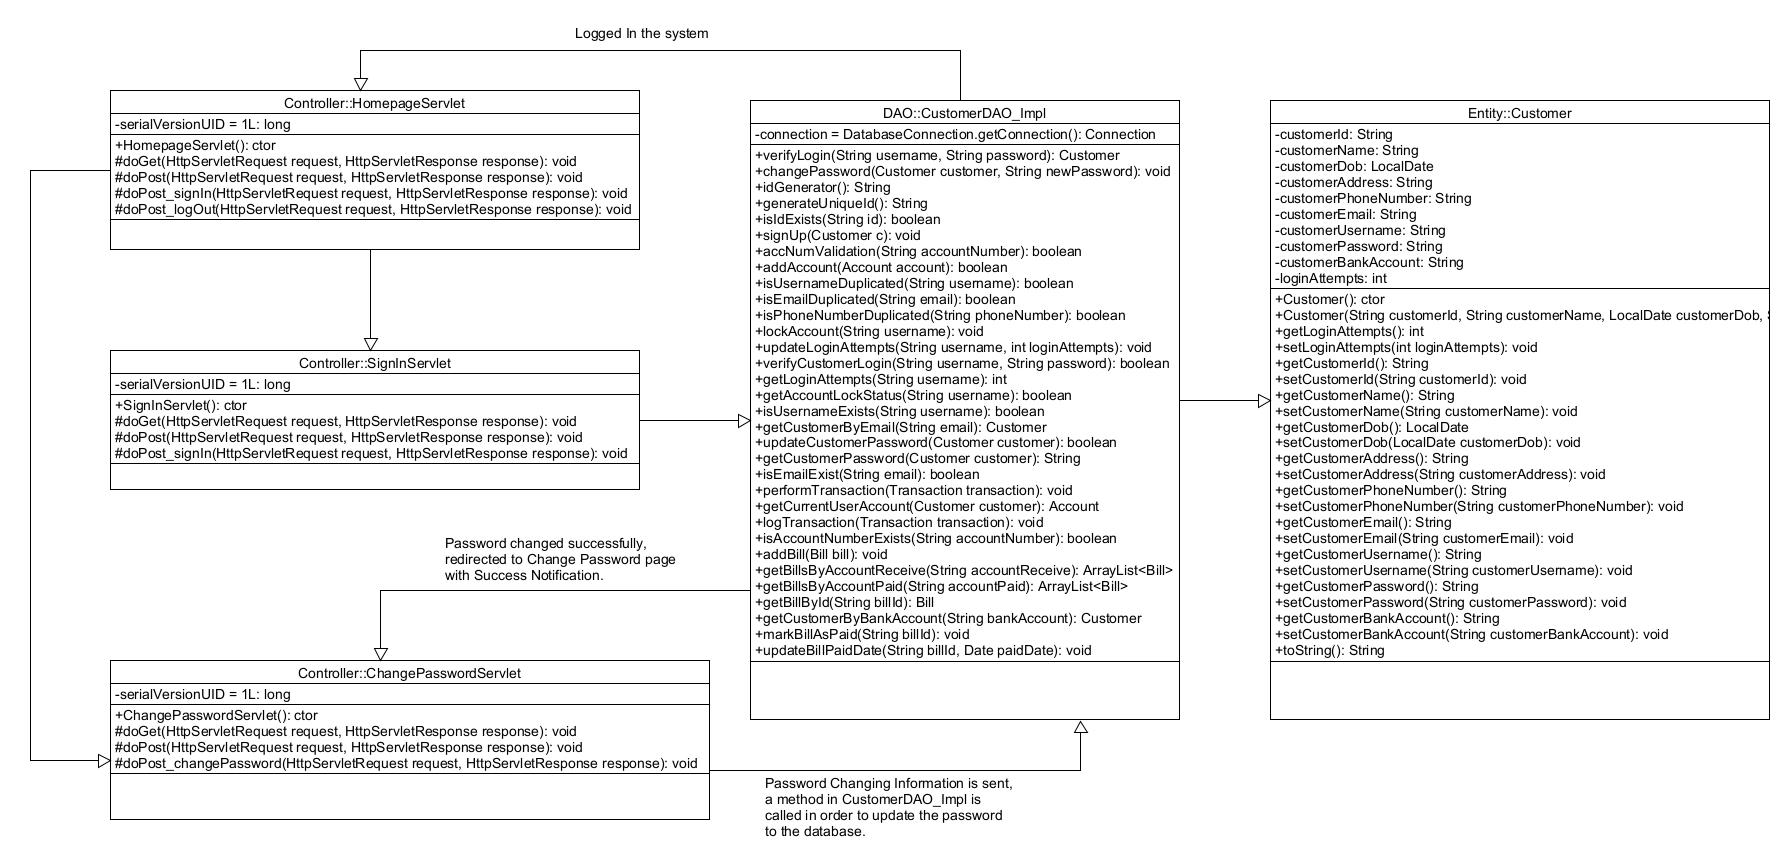 Logged In the system
Controller::HomepageServlet
-serialVersionUID = 1L: long
+HomepageServlet(): ctor
#doGet(HttpServletRequest request, HttpServletResponse response): void
#doPost(HttpServletRequest request, HttpServletResponse response): void
#doPost_signIn(HttpServletRequest request, HttpServletResponse response): void
#doPost_logOut(HttpServletRequest request, HttpServletResponse response): void
Controller::SignInServlet
-serialVersionUID = 1L: long
+SignInServlet(): ctor
#doGet(HttpServletRequest request, HttpServletResponse response): void
#doPost(HttpServletRequest request, HttpServletResponse response): void
#doPost_signIn(HttpServletRequest request, HttpServletResponse response): void
Password changed successfully,
redirected to Change Password page
with Success Notification.
Controller::ChangePasswordServlet
-serialVersionUID = 1L: long
+ChangePasswordServlet(): ctor
#doGet(HttpServletRequest request, HttpServletResponse response): void
#doPost(HttpServletRequest request, HttpServletResponse response): void
#doPost_changePassword(HttpServletRequest request, HttpServletResponse response): void
DAO::CustomerDAO_Impl
-connection = DatabaseConnection.getConnection(): Connection
+verifyLogin(String username, String password): Customer
+changePassword(Customer customer, String newPassword): void
+idGenerator(): String
+generateUniqueId(): String
+isIdExists(String id): boolean
+signUp(Customer c): void
+accNumValidation(String accountNumber): boolean
+addAccount(Account account): boolean
+isUsernameDuplicated(String username): boolean
+isEmailDuplicated(String email): boolean
+isPhoneNumberDuplicated(String phoneNumber): boolean
+lockAccount(String username): void
+updateLoginAttempts(String username, int loginAttempts): void
+verifyCustomerLogin(String username, String password): boolean
+getLoginAttempts(String username): int
+getAccountLockStatus(String username): boolean
+isUsernameExists(String username): boolean
+getCustomerByEmail(String email): Customer
+updateCustomerPassword(Customer customer): boolean
+getCustomerPassword(Customer customer): String
+isEmailExist(String email): boolean
+performTransaction(Transaction transaction): void
+getCurrentUserAccount(Customer customer): Account
+logTransaction(Transaction transaction): void
+isAccountNumberExists(String accountNumber): boolean
+addBill(Bill bill): void
+getBillsByAccountReceive(String accountReceive): ArrayList<Bill>
+getBillsByAccountPaid(String accountPaid): ArrayList<Bill>
+getBillById(String billId): Bill
+getCustomerByBankAccount(String bankAccount): Customer
+markBillAsPaid(String billId): void
+updateBillPaidDate(String billId, Date paidDate): void
Password Changing Information is sent,
a method in CustomerDAO_Impl is
called in order to update the password
to the database.
Entity::Customer
-customerId: String
-customerName: String
-customerDob: LocalDate
-customerAddress: String
-customerPhoneNumber: String
-customerEmail: String
-customerUsername: String
-customerPassword: String
-customerBankAccount: String
-loginAttempts: int
+Customer(): ctor
+Customer(String customerId, String customerName, LocalDate customerDob,
+getLoginAttempts(): int
+setLoginAttempts(int loginAttempts): void
+getCustomerId(): String
+setCustomerId(String customerId): void
+getCustomerName(): String
+setCustomerName(String customerName): void
+getCustomerDob(): LocalDate
+setCustomerDob(LocalDate customerDob): void
+getCustomerAddress(): String
+setCustomerAddress(String customerAddress): void
+getCustomerPhoneNumber(): String
+setCustomerPhoneNumber(String customerPhoneNumber): void
+getCustomerEmail(): String
+setCustomerEmail(String customerEmail): void
+getCustomerUsername(): String
+setCustomerUsername(String customerUsername): void
+getCustomerPassword(): String
+setCustomerPassword(String customerPassword): void
+getCustomerBankAccount(): String
+setCustomerBankAccount(String customerBankAccount): void
+toString(): String